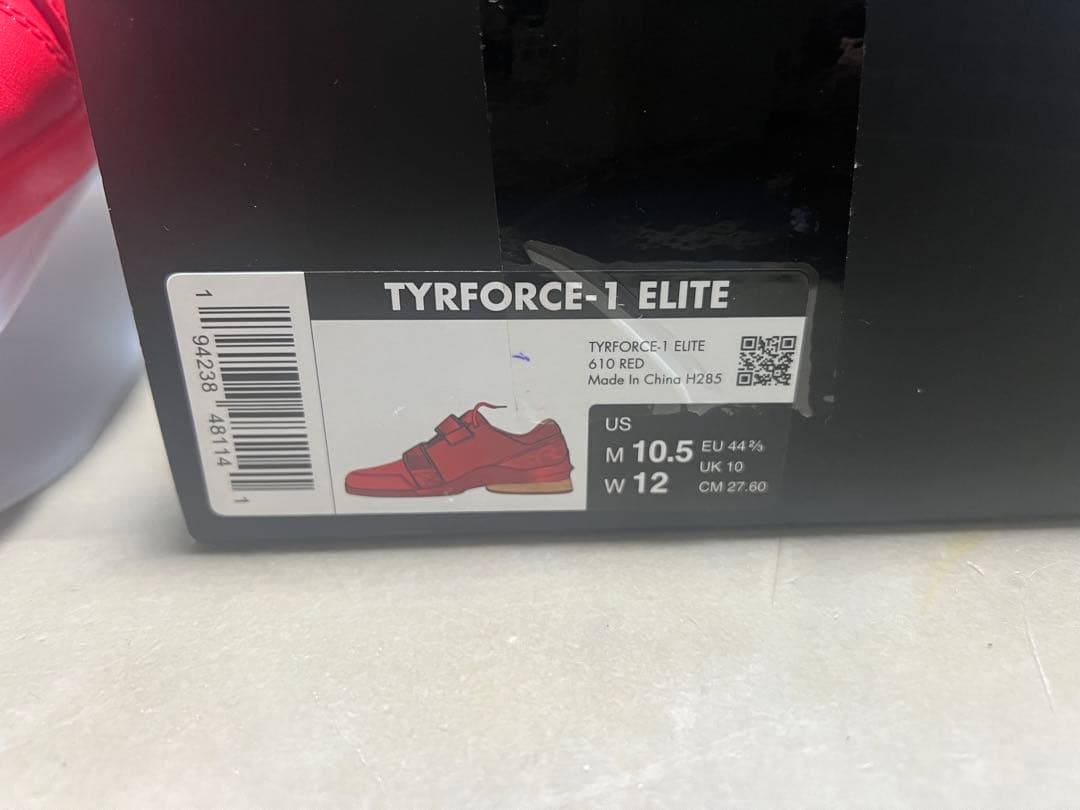 TYRFORCE-1 ELITE
TYRFORCE-1 ELITE
610 RED
Made In China H285
US
M 10.5
W 12
EU 44 ⅔
UK 10
CM 27.60
1 94238 48114 1
1